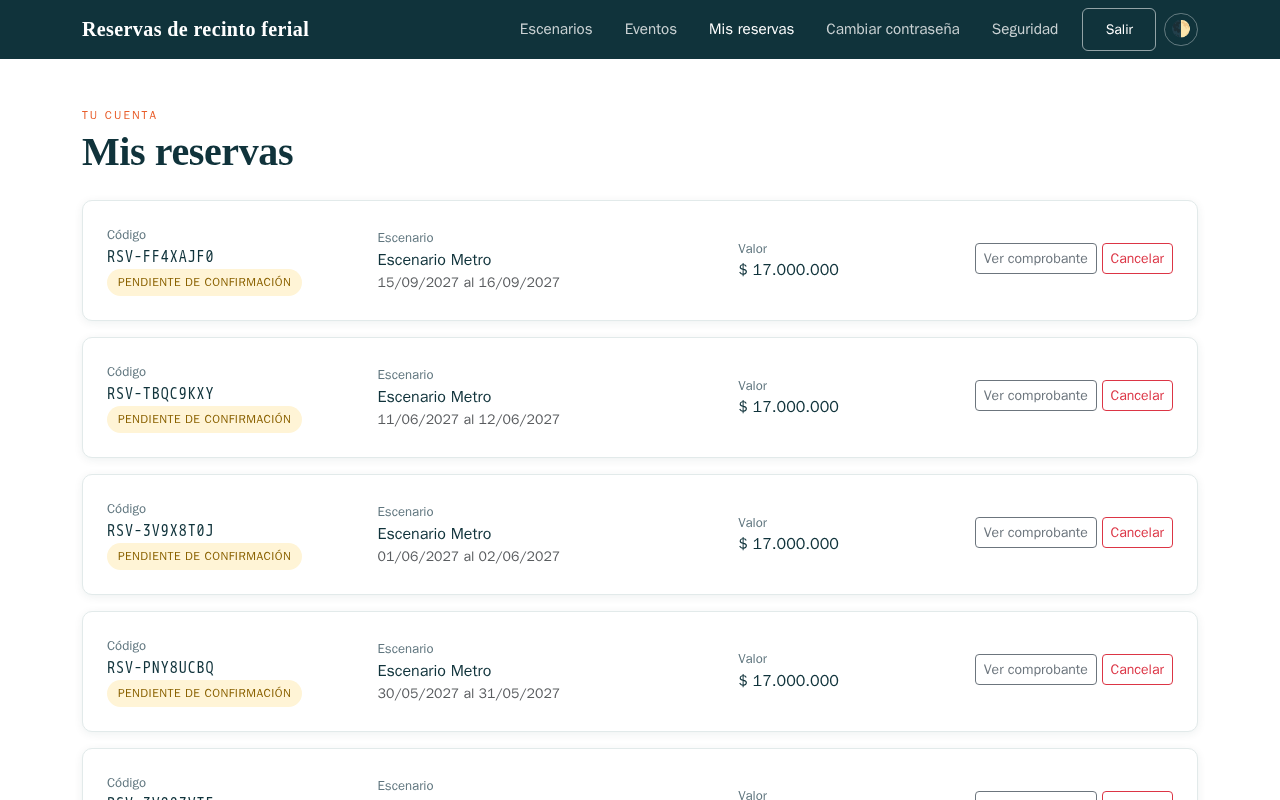 Reservas de recinto ferial
Escenarios
Eventos
Mis reservas
Cambiar contraseña
Seguridad
Salir
TU CUENTA
Mis reservas
Código
RSV-FF4XAJF0
PENDIENTE DE CONFIRMACIÓN
Escenario
Escenario Metro
15/09/2027 al 16/09/2027
Valor
$ 17.000.000
Ver comprobante
Cancelar
Código
RSV-TBQC9KXY
PENDIENTE DE CONFIRMACIÓN
Escenario
Escenario Metro
11/06/2027 al 12/06/2027
Valor
$ 17.000.000
Ver comprobante
Cancelar
Código
RSV-3V9X8T0J
PENDIENTE DE CONFIRMACIÓN
Escenario
Escenario Metro
01/06/2027 al 02/06/2027
Valor
$ 17.000.000
Ver comprobante
Cancelar
Código
RSV-PNY8UCBQ
PENDIENTE DE CONFIRMACIÓN
Escenario
Escenario Metro
30/05/2027 al 31/05/2027
Valor
$ 17.000.000
Ver comprobante
Cancelar
Código
Escenario
Valor